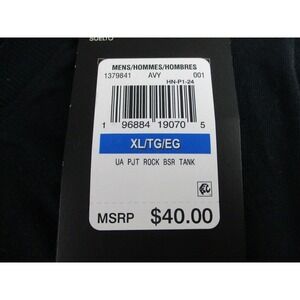 MENS/HOMMES/HOMBRES
1379841 AVY 001
HN-P1-24
1 96884 19070 5
XL/TG/EG
UA PJT ROCK BSR TANK
MSRP $40.00